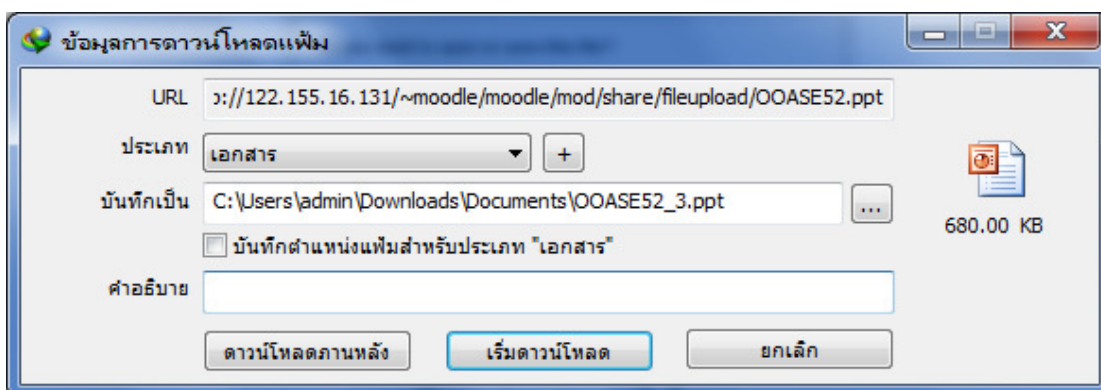 ข้อมูลการดาวน์โหลดแฟ้ม
URL ://122.155.16.131/~moodle/moodle/mod/share/fileupload/OOASE52.ppt
ประเภท เอกสาร +
บันทึกเป็น C:\Users\admin\Downloads\Documents\OOASE52_3.ppt ...
680.00 KB
บันทึกตำแหน่งแฟ้มสำหรับประเภท "เอกสาร"
คำอธิบาย
ดาวน์โหลดภานหลัง เริ่มดาวน์โหลด ยกเลิก